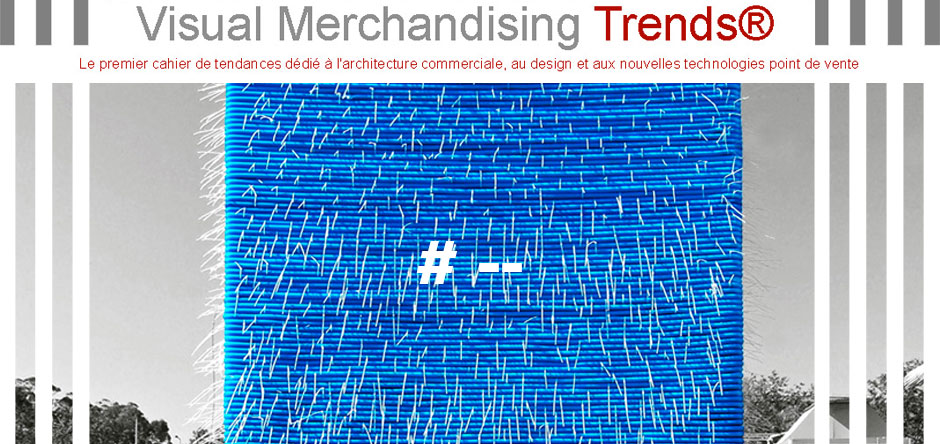 Visual Merchandising Trends®
Le premier cahier de tendances dédié à l'architecture commerciale, au design et aux nouvelles technologies point de vente
# --